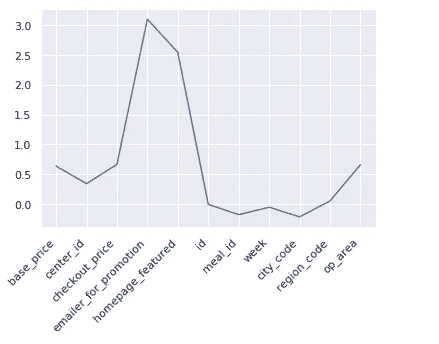 3.0
2.5
2.0
1.5
1.0
0.5
0.0
base_price
center_id
checkout_price
emailer_for_promotion
homepage_featured
id
meal_id
week
city_code
region_code
op_area